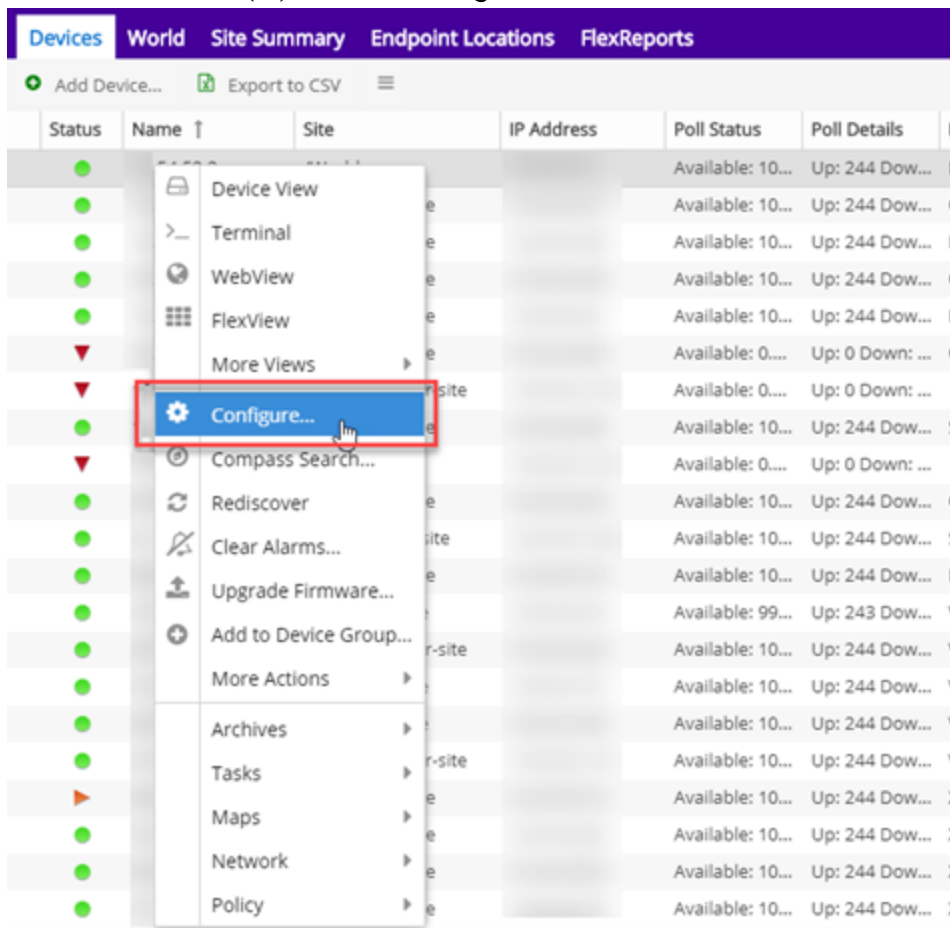 Devices World Site Summary Endpoint Locations FlexReports
Add Device... Export to CSV
Status Name ↑ Site IP Address Poll Status Poll Details
Available: 10... Up: 244 Dow...
Device View
e Available: 10... Up: 244 Dow...
Terminal
e Available: 10... Up: 244 Dow...
WebView
e Available: 10... Up: 244 Dow...
FlexView
e Available: 10... Up: 244 Dow...
More Views
e Available: 0.... Up: 0 Down: ...
r-site Available: 0.... Up: 0 Down: ...
Configure...
e Available: 10... Up: 244 Dow...
Compass Search...
Available: 0.... Up: 0 Down: ...
Rediscover
e Available: 10... Up: 244 Dow...
Clear Alarms...
site Available: 10... Up: 244 Dow...
Upgrade Firmware...
e Available: 10... Up: 244 Dow...
Available: 99... Up: 243 Dow...
Add to Device Group...
r-site Available: 10... Up: 244 Dow...
More Actions
Available: 10... Up: 244 Dow...
Archives
Available: 10... Up: 244 Dow...
r-site Available: 10... Up: 244 Dow...
Tasks
e Available: 10... Up: 244 Dow...
Maps
e Available: 10... Up: 244 Dow...
Network
e Available: 10... Up: 244 Dow...
Policy
e Available: 10... Up: 244 Dow...